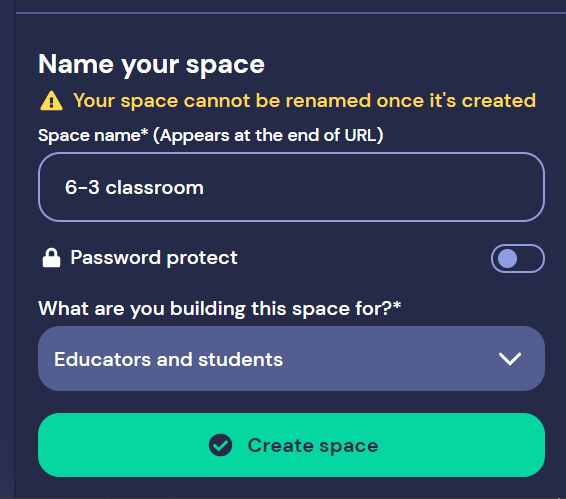 Name your space
Your space cannot be renamed once it's created
Space name* (Appears at the end of URL)
6-3 classroom
Password protect
What are you building this space for?*
Educators and students
Create space